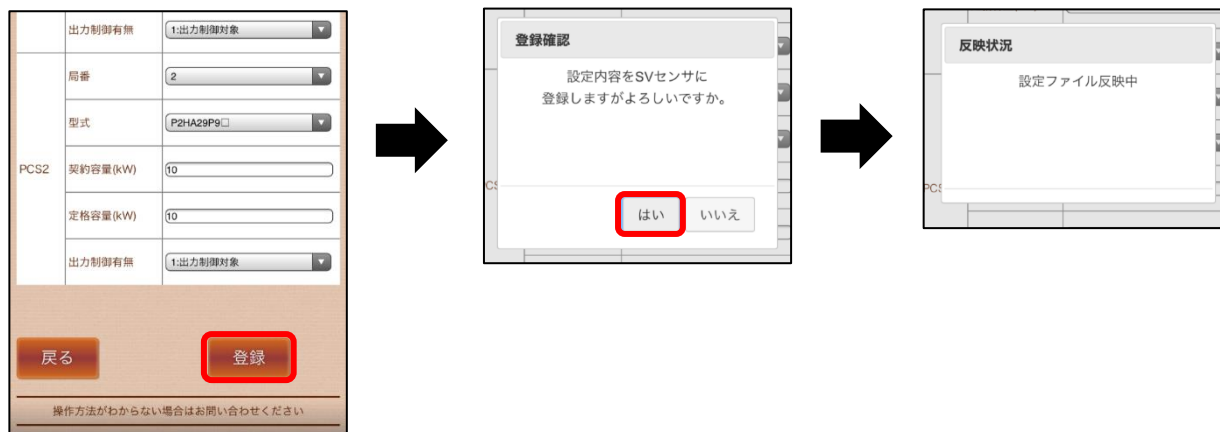 出力制御有無 1:出力制御対象
局番 2
型式 P2HA29P9□
PCS2 契約容量(kW) 10
定格容量(kW) 10
出力制御有無 1:出力制御対象
戻る 登録
操作方法がわからない場合はお問い合わせください
登録確認
設定内容をSVセンサに
登録しますがよろしいですか。
はい いいえ
反映状況
設定ファイル反映中